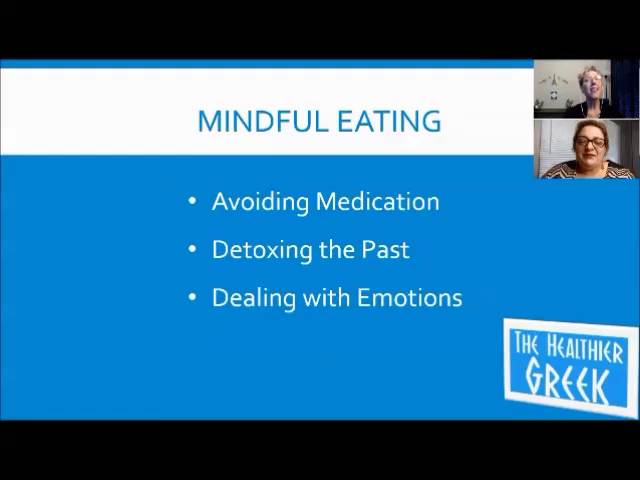 MINDFUL EATING
• Avoiding Medication
• Detoxing the Past
• Dealing with Emotions
THE HEALTHIER
GREEK